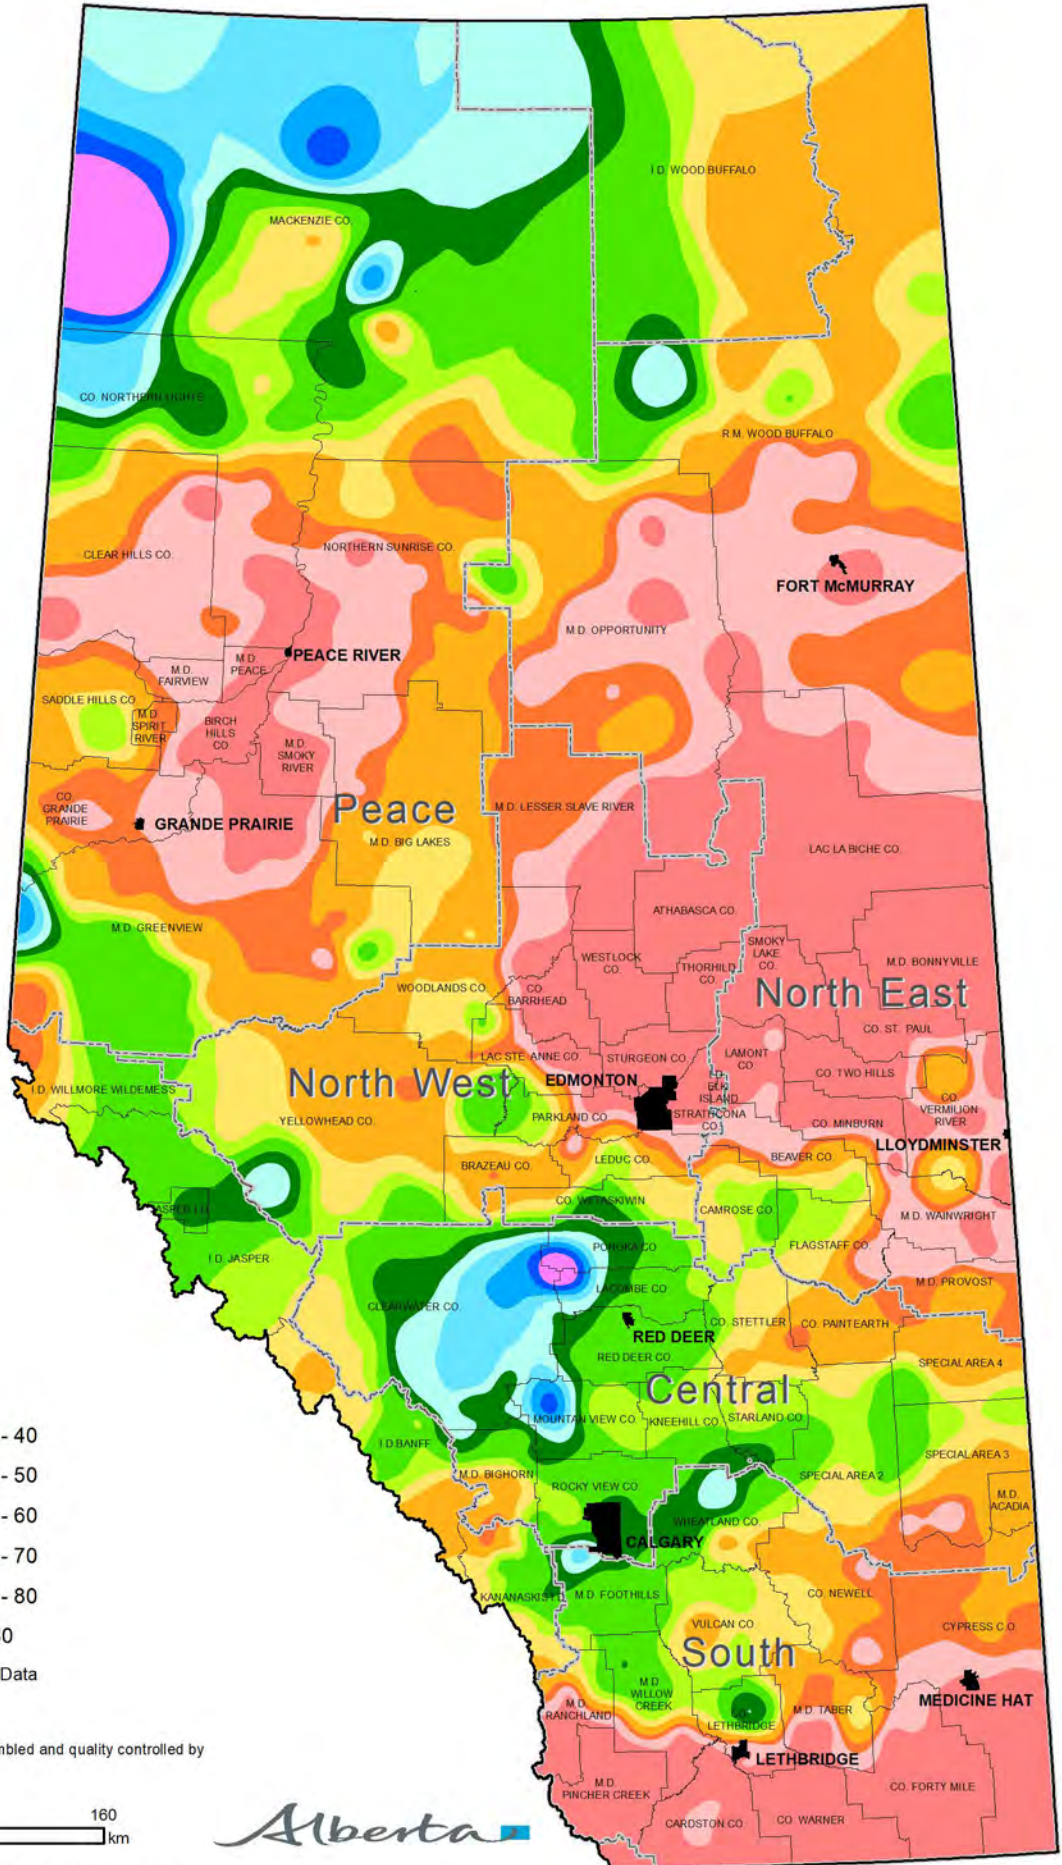 I.D. WOOD BUFFALO
MACKENZIE CO.
CO. NORTHERN LIGHTS
R.M. WOOD BUFFALO
CLEAR HILLS CO.
NORTHERN SUNRISE CO.
FORT McMURRAY
M.D. OPPORTUNITY
PEACE RIVER
M.D.
PEACE
M.D.
FAIRVIEW
SADDLE HILLS CO.
M.D.
SPIRIT
RIVER
BIRCH
HILLS
CO
M.D.
SMOKY
RIVER
CO.
GRANDE
PRAIRIE
GRANDE PRAIRIE
Peace
M.D. BIG LAKES
M.D. LESSER SLAVE RIVER
LAC LA BICHE CO.
ATHABASCA CO.
M.D. GREENVIEW
WESTLOCK
CO.
THORHILD
CO.
SMOKY
LAKE
CO.
M.D. BONNYVILLE
WOODLANDS CO.
CO.
BARRHEAD
North East
CO. ST. PAUL
LAC STE. ANNE CO.
STURGEON CO.
LAMONT
CO.
CO. TWO HILLS
North West
EDMONTON
I.D. WILLMORE WILDERNESS
ELK
ISLAND
YELLOWHEAD CO.
PARKLAND CO.
STRATHCONA
CO.
CO. MINBURN
CO.
VERMILION
RIVER
LLOYDMINSTER
BRAZEAU CO.
LEDUC CO.
BEAVER CO.
CO. WETASKIWIN
CAMROSE CO.
M.D. WAINWRIGHT
JASPER I.D.
I.D. JASPER
PONOKA CO
FLAGSTAFF CO.
M.D. PROVOST
LACOMBE CO.
CLEARWATER CO.
RED DEER
CO. STETTLER
CO. PAINTEARTH
RED DEER CO.
SPECIAL AREA 4
Central
MOUNTAN VIEW CO.
KNEEHILL CO.
STARLAND CO.
I.D.BANFF
SPECIAL AREA 3
M.D. BIGHORN
SPECIAL AREA 2
ROCKY VIEW CO.
M.D.
ACADIA
WHEATLAND CO.
CALGARY
KANANASKIS I.D.
M.D. FOOTHILLS
CO. NEWELL
VULCAN CO.
CYPRESS C.O.
South
M.D.
WILLOW
CREEK
M.D.
RANCHLAND
CO.
LETHBRIDGE
M.D. TABER
MEDICINE HAT
LETHBRIDGE
M.D.
PINCHER CREEK
CARDSTON CO.
CO. WARNER
CO. FORTY MILE
- 40
- 50
- 60
- 70
- 80
Data
mbled and quality controlled by
160
km
Alberta